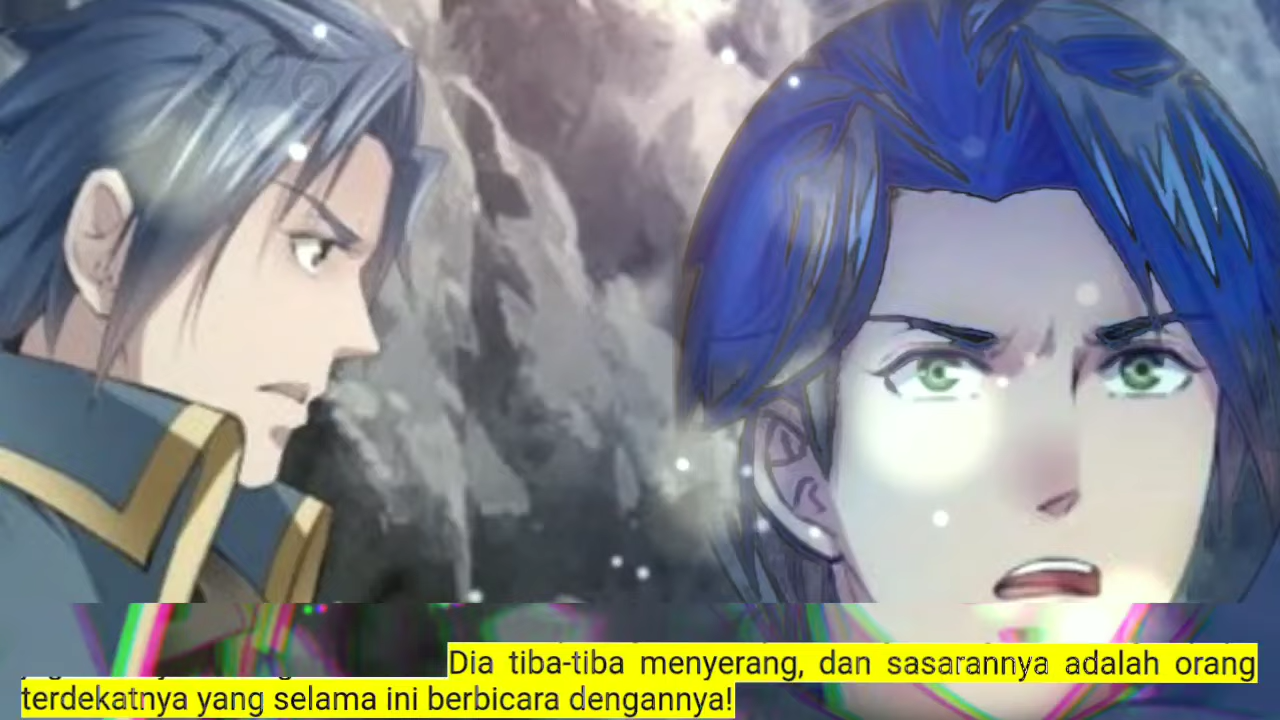 Dia tiba-tiba menyerang, dan sasarannya adalah orang
terdekatnya yang selama ini berbicara dengannya!